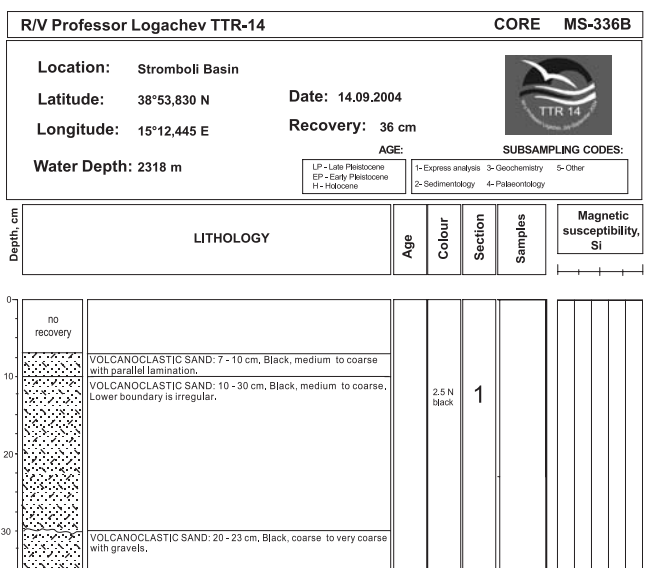 R/V Professor Logachev TTR-14 CORE MS-336B
Location: Stromboli Basin
Latitude: 38°53,830 N
Date: 14.09.2004
Longitude: 15°12,445 E
Recovery: 36 cm
Water Depth: 2318 m
TTR 14
AGE:
LP - Late Pleistocene
EP - Early Pleistocene
H - Holocene
SUBSAMPLING CODES:
1- Express analysis 3- Geochemistry 5- Other
2- Sedimentology 4- Palaeontology
Depth, cm
LITHOLOGY
Age
Colour
Section
Samples
Magnetic
susceptibility,
Si
0
no
recovery
VOLCANOCLASTIC SAND: 7 - 10 cm, Black, medium to coarse
with parallel lamination.
10
VOLCANOCLASTIC SAND: 10 - 30 cm, Black, medium to coarse.
Lower boundary is irregular.
2.5 N
black
1
20
30
VOLCANOCLASTIC SAND: 20 - 23 cm, Black, coarse to very coarse
with gravels.